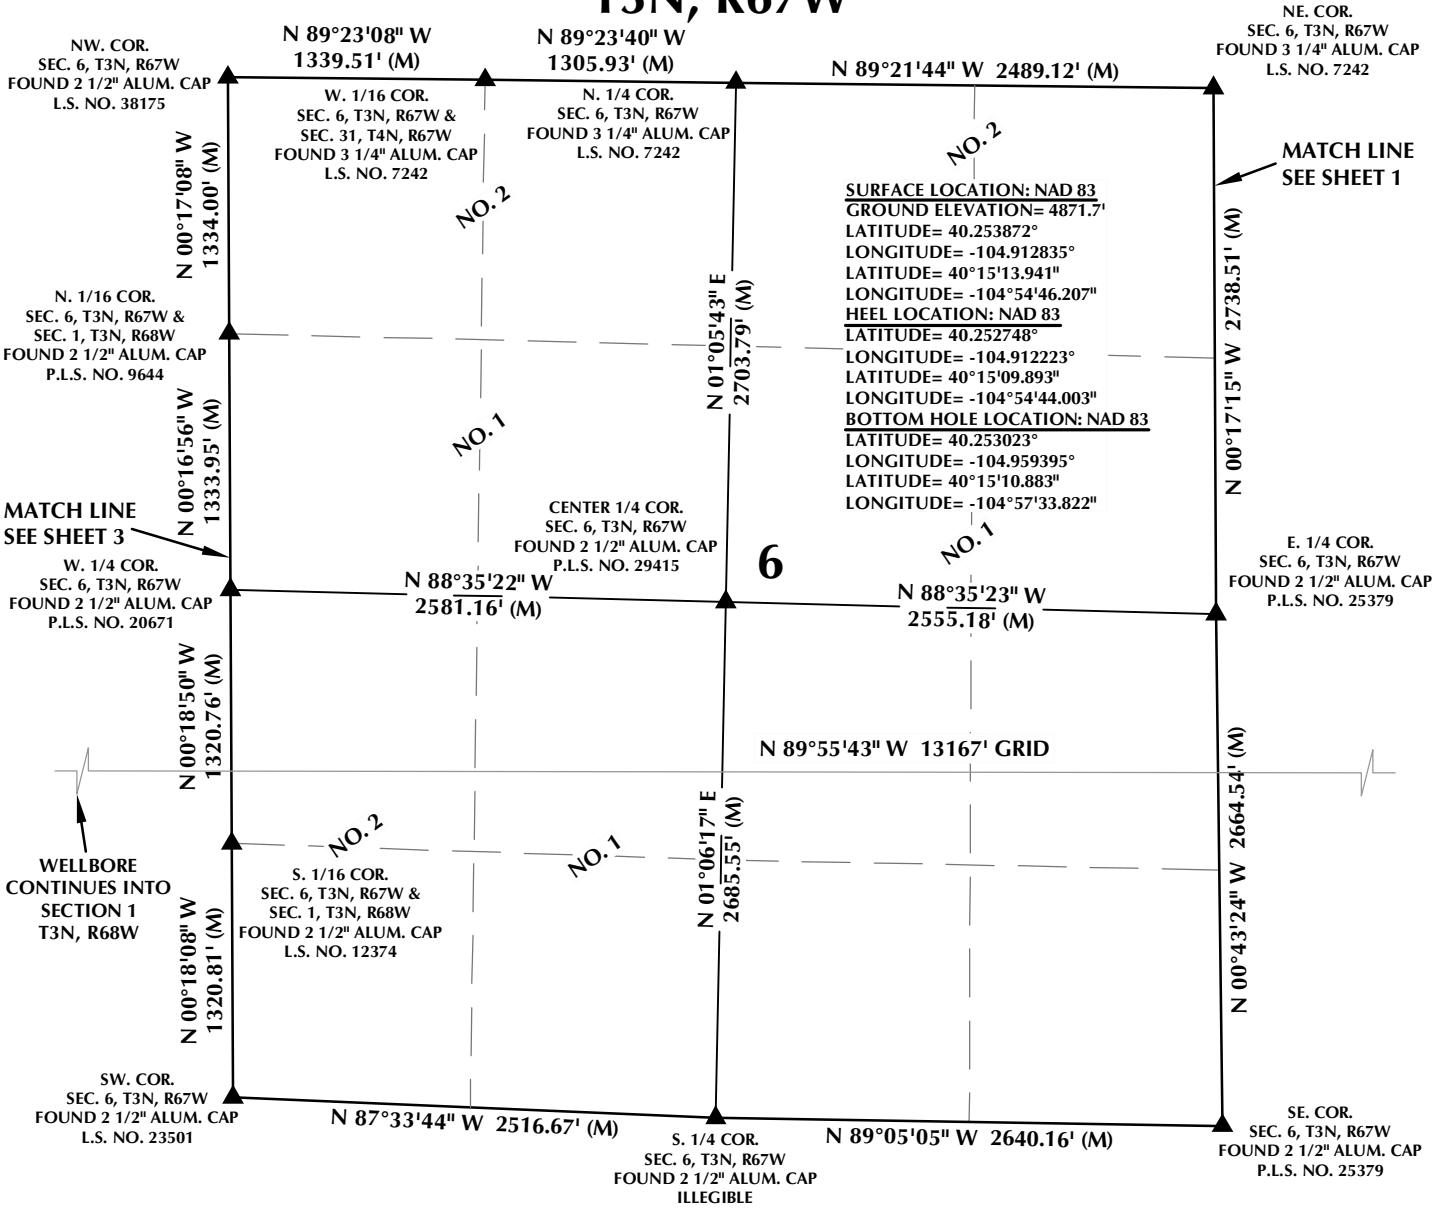 T3N, R67W
NW. COR.
SEC. 6, T3N, R67W
FOUND 2 1/2" ALUM. CAP
L.S. NO. 38175
N 89°23'08" W
1339.51' (M)
N 89°23'40" W
1305.93' (M)
N 89°21'44" W 2489.12' (M)
NE. COR.
SEC. 6, T3N, R67W
FOUND 3 1/4" ALUM. CAP
L.S. NO. 7242
W. 1/16 COR.
SEC. 6, T3N, R67W &
SEC. 31, T4N, R67W
FOUND 3 1/4" ALUM. CAP
L.S. NO. 7242
N. 1/4 COR.
SEC. 6, T3N, R67W
FOUND 3 1/4" ALUM. CAP
L.S. NO. 7242
NO. 2
NO. 2
MATCH LINE
SEE SHEET 1
N 00°17'08" W
1334.00' (M)
SURFACE LOCATION: NAD 83
GROUND ELEVATION= 4871.7'
LATITUDE= 40.253872°
LONGITUDE= -104.912835°
LATITUDE= 40°15'13.941"
LONGITUDE= -104°54'46.207"
HEEL LOCATION: NAD 83
LATITUDE= 40.252748°
LONGITUDE= -104.912223°
LATITUDE= 40°15'09.893"
LONGITUDE= -104°54'44.003"
BOTTOM HOLE LOCATION: NAD 83
LATITUDE= 40.253023°
LONGITUDE= -104.959395°
LATITUDE= 40°15'10.883"
LONGITUDE= -104°57'33.822"
N 01°05'43" E
2703.79' (M)
N 00°17'15" W 2738.51' (M)
N. 1/16 COR.
SEC. 6, T3N, R67W &
SEC. 1, T3N, R68W
FOUND 2 1/2" ALUM. CAP
P.L.S. NO. 9644
N 00°16'56" W
1333.95' (M)
NO. 1
NO. 1
MATCH LINE
SEE SHEET 3
CENTER 1/4 COR.
SEC. 6, T3N, R67W
FOUND 2 1/2" ALUM. CAP
P.L.S. NO. 29415
6
W. 1/4 COR.
SEC. 6, T3N, R67W
FOUND 2 1/2" ALUM. CAP
P.L.S. NO. 20671
N 88°35'22" W
2581.16' (M)
N 88°35'23" W
2555.18' (M)
E. 1/4 COR.
SEC. 6, T3N, R67W
FOUND 2 1/2" ALUM. CAP
P.L.S. NO. 25379
N 00°18'50" W
1320.76' (M)
N 89°55'43" W 13167' GRID
N 01°06'17" E
2685.55' (M)
N 00°43'24" W 2664.54' (M)
WELLBORE
CONTINUES INTO
SECTION 1
T3N, R68W
NO. 2
NO. 1
S. 1/16 COR.
SEC. 6, T3N, R67W &
SEC. 1, T3N, R68W
FOUND 2 1/2" ALUM. CAP
L.S. NO. 12374
N 00°18'08" W
1320.81' (M)
SW. COR.
SEC. 6, T3N, R67W
FOUND 2 1/2" ALUM. CAP
L.S. NO. 23501
N 87°33'44" W 2516.67' (M)
S. 1/4 COR.
SEC. 6, T3N, R67W
FOUND 2 1/2" ALUM. CAP
ILLEGIBLE
N 89°05'05" W 2640.16' (M)
SE. COR.
SEC. 6, T3N, R67W
FOUND 2 1/2" ALUM. CAP
P.L.S. NO. 25379